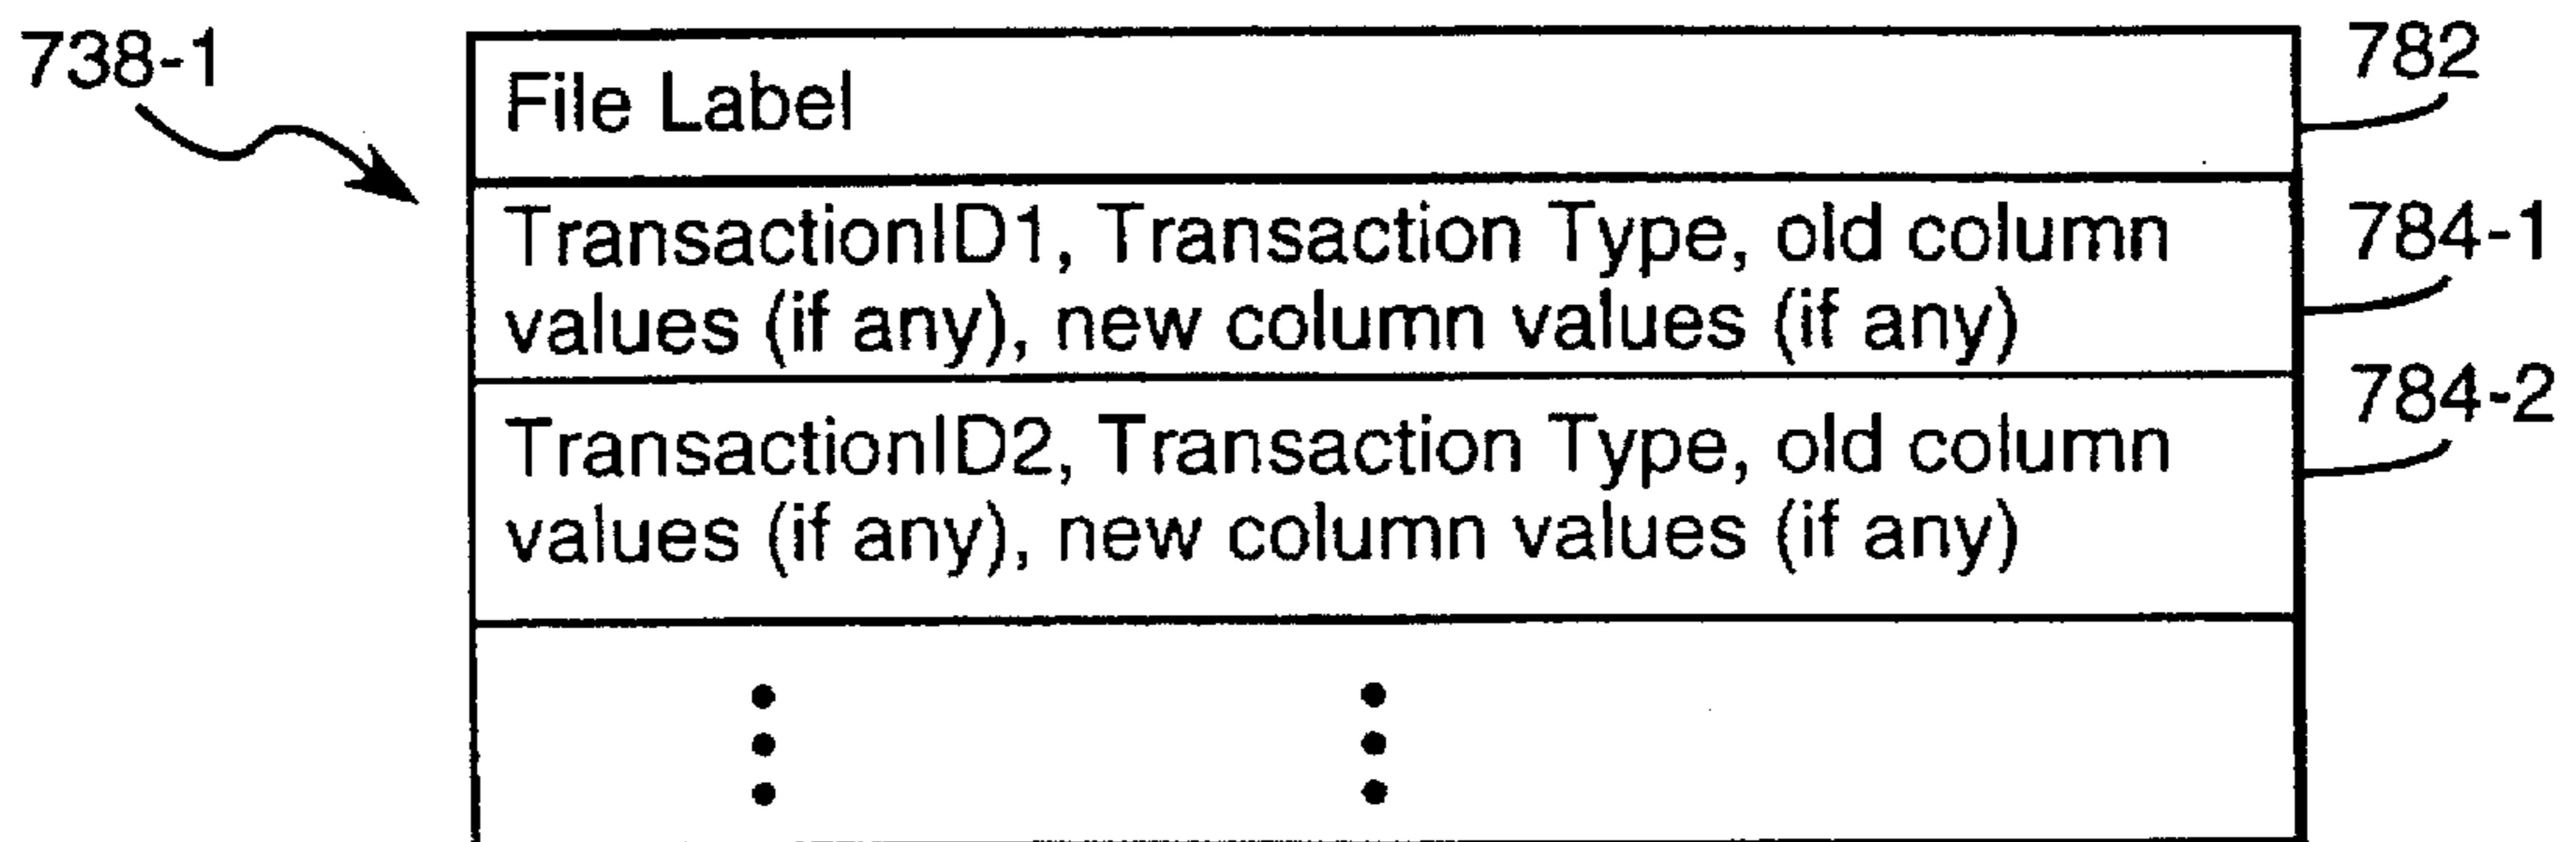 738-1
782
File Label
TransactionID1, Transaction Type, old column
values (if any), new column values (if any)
784-1
TransactionID2, Transaction Type, old column
values (if any), new column values (if any)
784-2